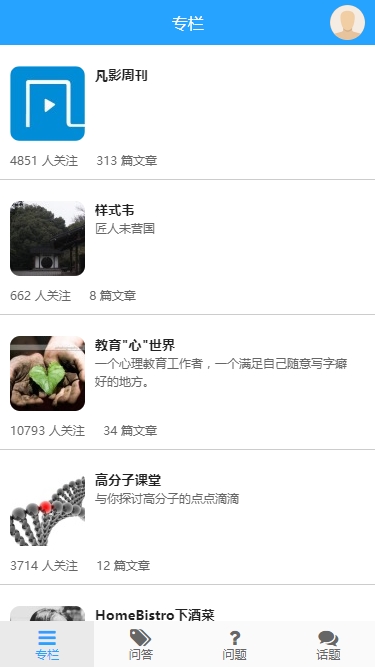 专栏
凡影周刊
4851 人关注 313 篇文章
样式韦
匠人未营国
662 人关注 8 篇文章
教育"心"世界
一个心理教育工作者，一个满足自己随意写字癖
好的地方。
10793 人关注 34 篇文章
高分子课堂
与你探讨高分子的点点滴滴
3714 人关注 12 篇文章
HomeBistro下酒菜
专栏 问答 问题 话题